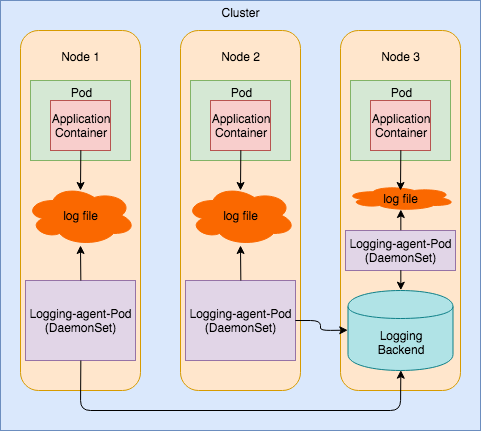 Cluster
Node 1
Pod
Application
Container
log file
Logging-agent-Pod
(DaemonSet)
Node 2
Pod
Application
Container
log file
Logging-agent-Pod
(DaemonSet)
Node 3
Pod
Application
Container
log file
Logging-agent-Pod
(DaemonSet)
Logging
Backend